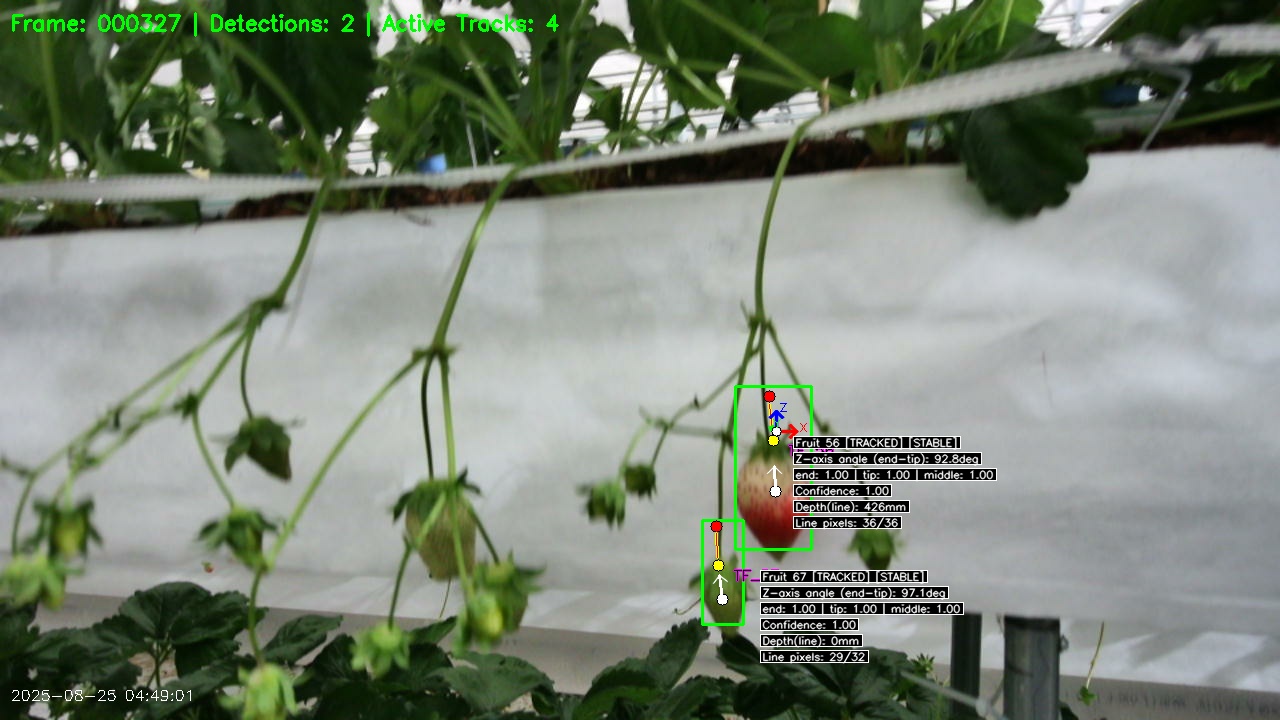 Frame: 000327 | Detections: 2 | Active Tracks: 4
Z
X
Fruit 56 [TRACKED] [STABLE]
Z-axis angle (end-tip): 92.8deg
end: 1.00 | tip: 1.00 | middle: 1.00
Confidence: 1.00
Depth(line): 426mm
Line pixels: 36/36
Fruit 67 [TRACKED] [STABLE]
Z-axis angle (end-tip): 97.1deg
end: 1.00 | tip: 1.00 | middle: 1.00
Confidence: 1.00
Depth(line): 0mm
Line pixels: 29/32
2025-08-25 04:49:01